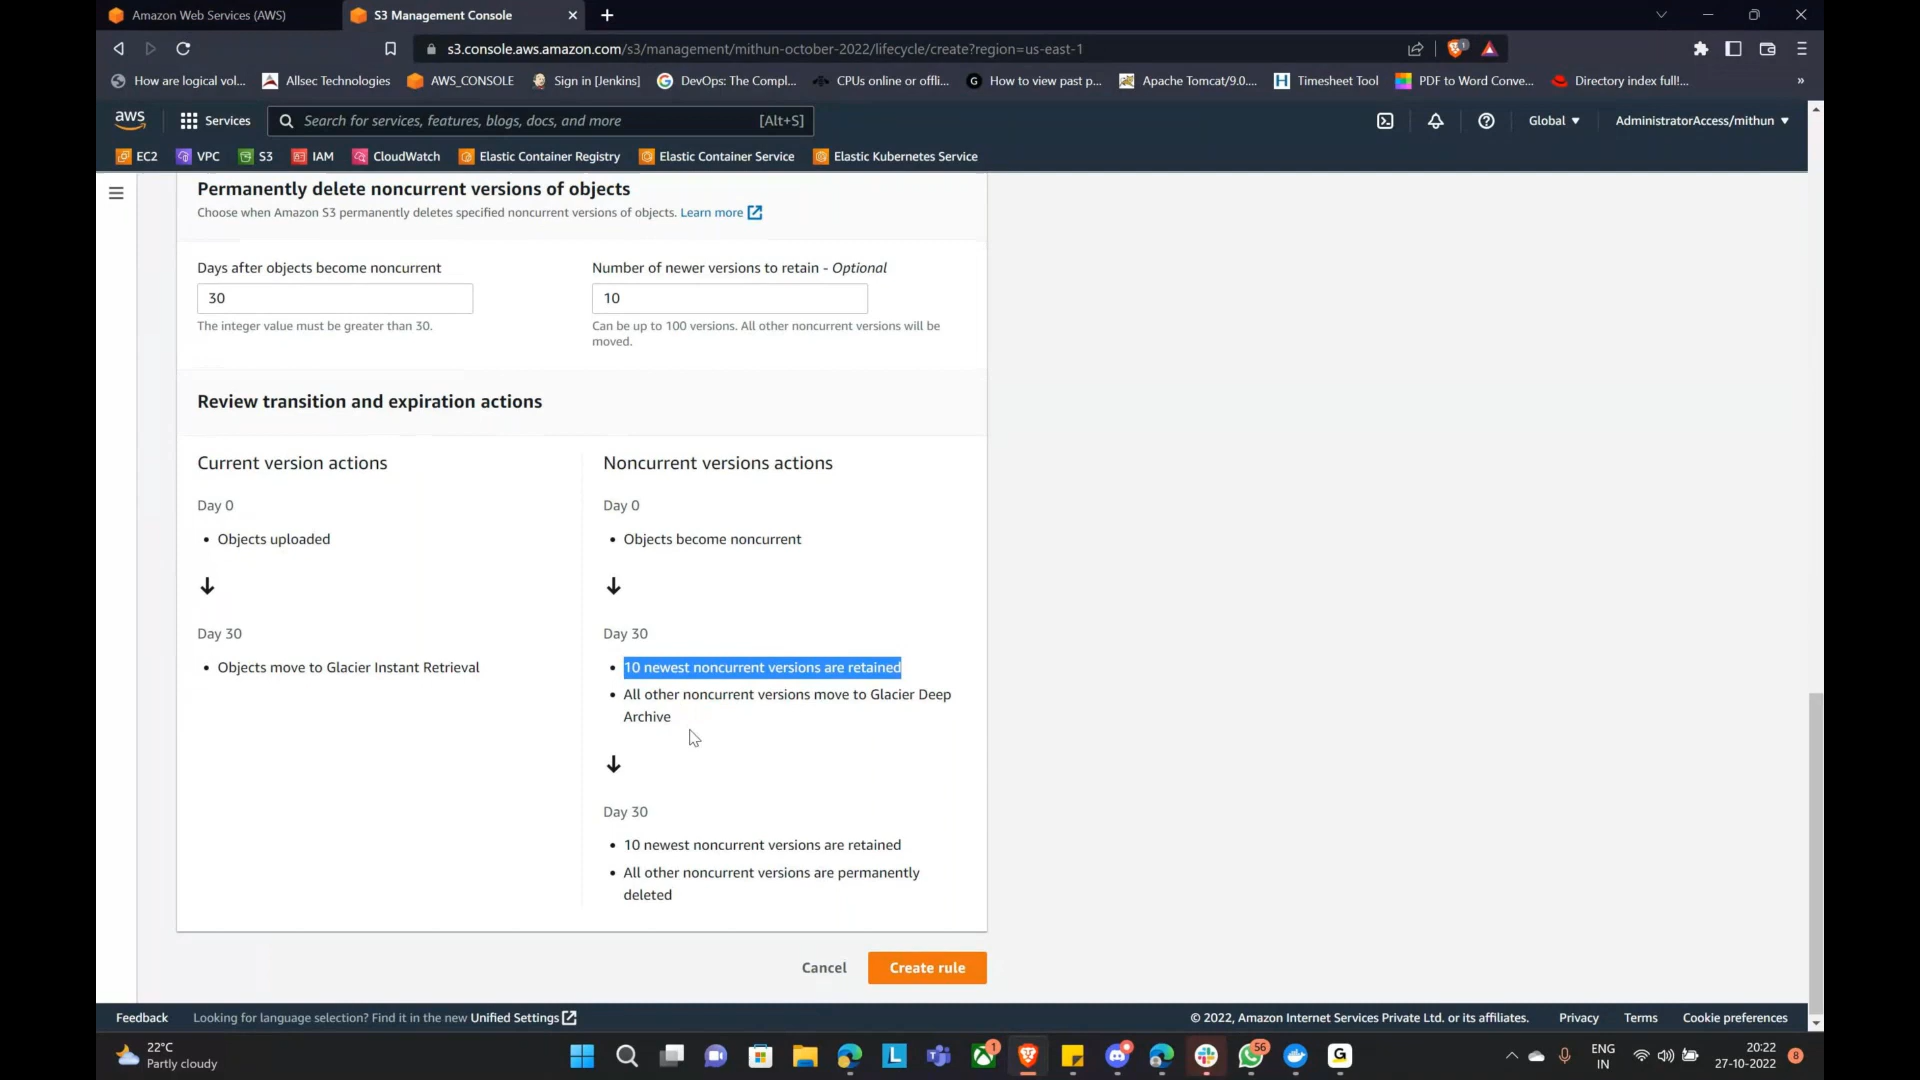 Amazon Web Services (AWS)
S3 Management Console
s3.console.aws.amazon.com/s3/management/mithun-october-2022/lifecycle/create?region=us-east-1
1
How are logical vol...
Allsec Technologies
AWS_CONSOLE
Sign in [Jenkins]
DevOps: The Compl...
CPUs online or offli...
How to view past p...
Apache Tomcat/9.0....
Timesheet Tool
PDF to Word Conve...
Directory index full!...
»
aws
Services
Search for services, features, blogs, docs, and more
[Alt+S]
Global
AdministratorAccess/mithun
EC2
VPC
S3
IAM
CloudWatch
Elastic Container Registry
Elastic Container Service
Elastic Kubernetes Service
Permanently delete noncurrent versions of objects
Choose when Amazon S3 permanently deletes specified noncurrent versions of objects. Learn more
Days after objects become noncurrent
30
The integer value must be greater than 30.
Number of newer versions to retain - Optional
10
Can be up to 100 versions. All other noncurrent versions will be
moved.
Review transition and expiration actions
Current version actions
Day 0
• Objects uploaded
Day 30
• Objects move to Glacier Instant Retrieval
Noncurrent versions actions
Day 0
• Objects become noncurrent
Day 30
• 10 newest noncurrent versions are retained
• All other noncurrent versions move to Glacier Deep
Archive
Day 30
• 10 newest noncurrent versions are retained
• All other noncurrent versions are permanently
deleted
Cancel
Create rule
Feedback
Looking for language selection? Find it in the new Unified Settings
© 2022, Amazon Internet Services Private Ltd. or its affiliates.
Privacy
Terms
Cookie preferences
22°C
Partly cloudy
L
1
56
G
ENG
IN
20:22
27-10-2022
8